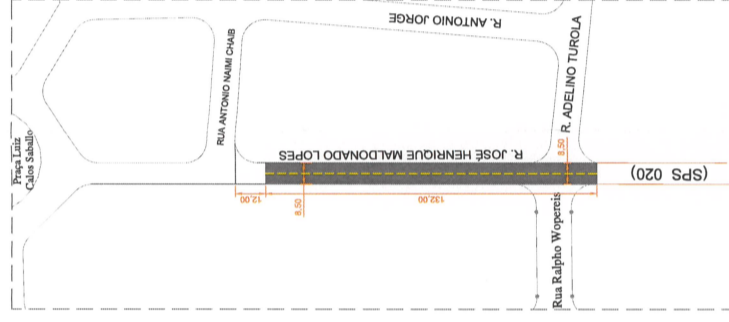 Praça Luiz
Calos Saballo
RUA ANTONIO NAIMI CHAIB
R. ANTONIO JORGE
R. ADELINO TUROLA
R. JOSÉ HENRIQUE MALDONADO LOPES
8.50
12.00
8.50
132.00
Rua Ralpho Wopereis
(SPS 020)